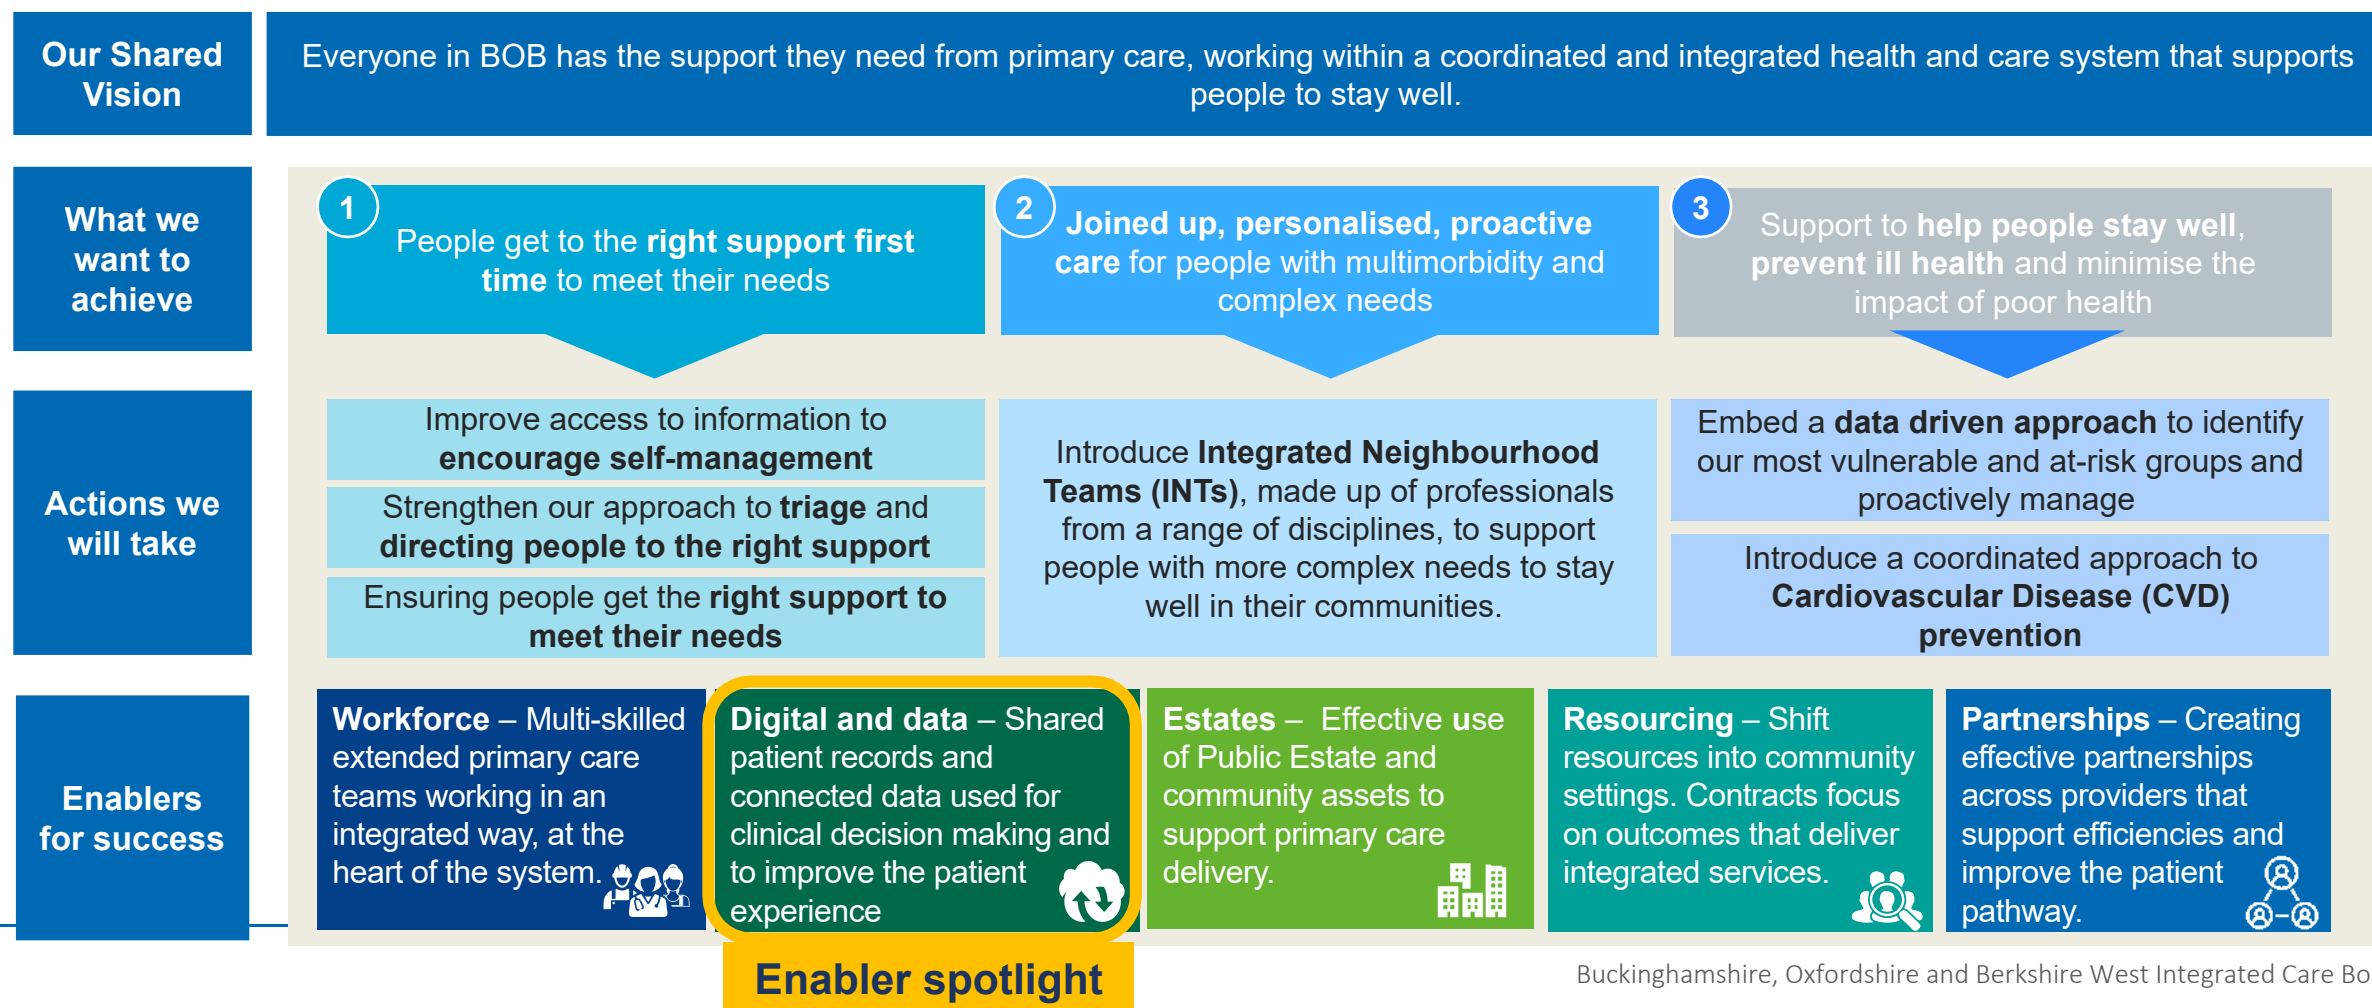 Our Shared
Vision
Everyone in BOB has the support they need from primary care, working within a coordinated and integrated health and care system that supports
people to stay well.
What we
want to
achieve
1
People get to the right support first
time to meet their needs
2
Joined up, personalised, proactive
care for people with multimorbidity and
complex needs
3
Support to help people stay well,
prevent ill health and minimise the
impact of poor health
Actions we
will take
Improve access to information to
encourage self-management
Strengthen our approach to triage and
directing people to the right support
Ensuring people get the right support to
meet their needs
Introduce Integrated Neighbourhood
Teams (INTs), made up of professionals
from a range of disciplines, to support
people with more complex needs to stay
well in their communities.
Embed a data driven approach to identify
our most vulnerable and at-risk groups and
proactively manage
Introduce a coordinated approach to
Cardiovascular Disease (CVD)
prevention
Enablers
for success
Workforce – Multi-skilled
extended primary care
teams working in an
integrated way, at the
heart of the system.
Digital and data – Shared
patient records and
connected data used for
clinical decision making and
to improve the patient
experience
Estates – Effective use
of Public Estate and
community assets to
support primary care
delivery.
Resourcing – Shift
resources into community
settings. Contracts focus
on outcomes that deliver
integrated services.
Partnerships – Creating
effective partnerships
across providers that
support efficiencies and
improve the patient
pathway.
Enabler spotlight
Buckinghamshire, Oxfordshire and Berkshire West Integrated Care Bo